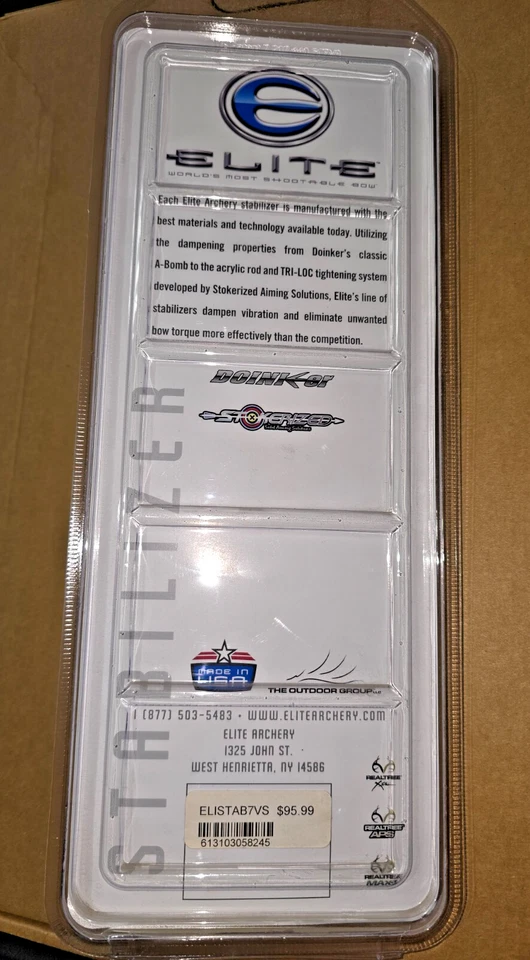 ELITE
WORLD'S MOST SHOOTABLE BOW
Each Elite Archery stabilizer is manufactured with the
best materials and technology available today. Utilizing
the dampening properties from Doinker's classic
A-Bomb to the acrylic rod and TRI-LOC tightening system
developed by Stokerized Aiming Solutions, Elite's line of
stabilizers dampen vibration and eliminate unwanted
bow torque more effectively than the competition.
DOINKer
STOKERIZED
STABILIZER
MADE IN
USA
THE OUTDOOR GROUP LLC
1 (877) 503-5483 • WWW.ELITEARCHERY.COM
ELITE ARCHERY
1325 JOHN ST.
WEST HENRIETTA, NY 14586
REALTREE
XTRA
REALTREE
APS
REALTREE
MAX-1
ELISTAB7VS $95.99
613103058245